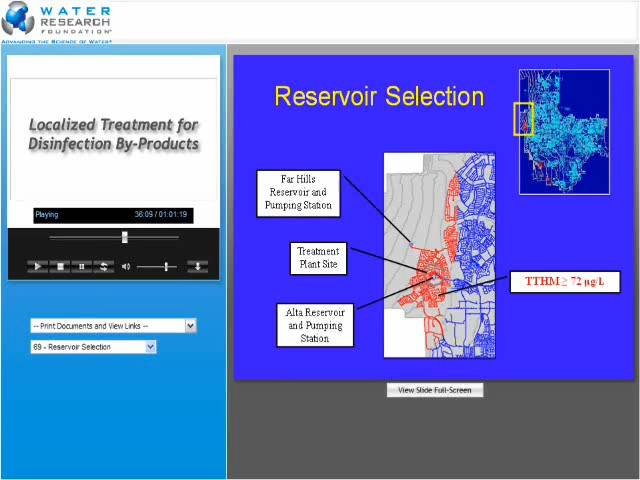 WATER
RESEARCH
FOUNDATION
ADVANCING THE SCIENCE OF WATER®
Localized Treatment for
Disinfection By-Products
Playing
36:09 / 01:01:19
-- Print Documents and View Links --
69 - Reservoir Selection
Reservoir Selection
Far Hills
Reservoir and
Pumping Station
Treatment
Plant Site
TTHM ≥ 72 µg/L
Alta Reservoir
and Pumping
Station
View Slide Full-Screen